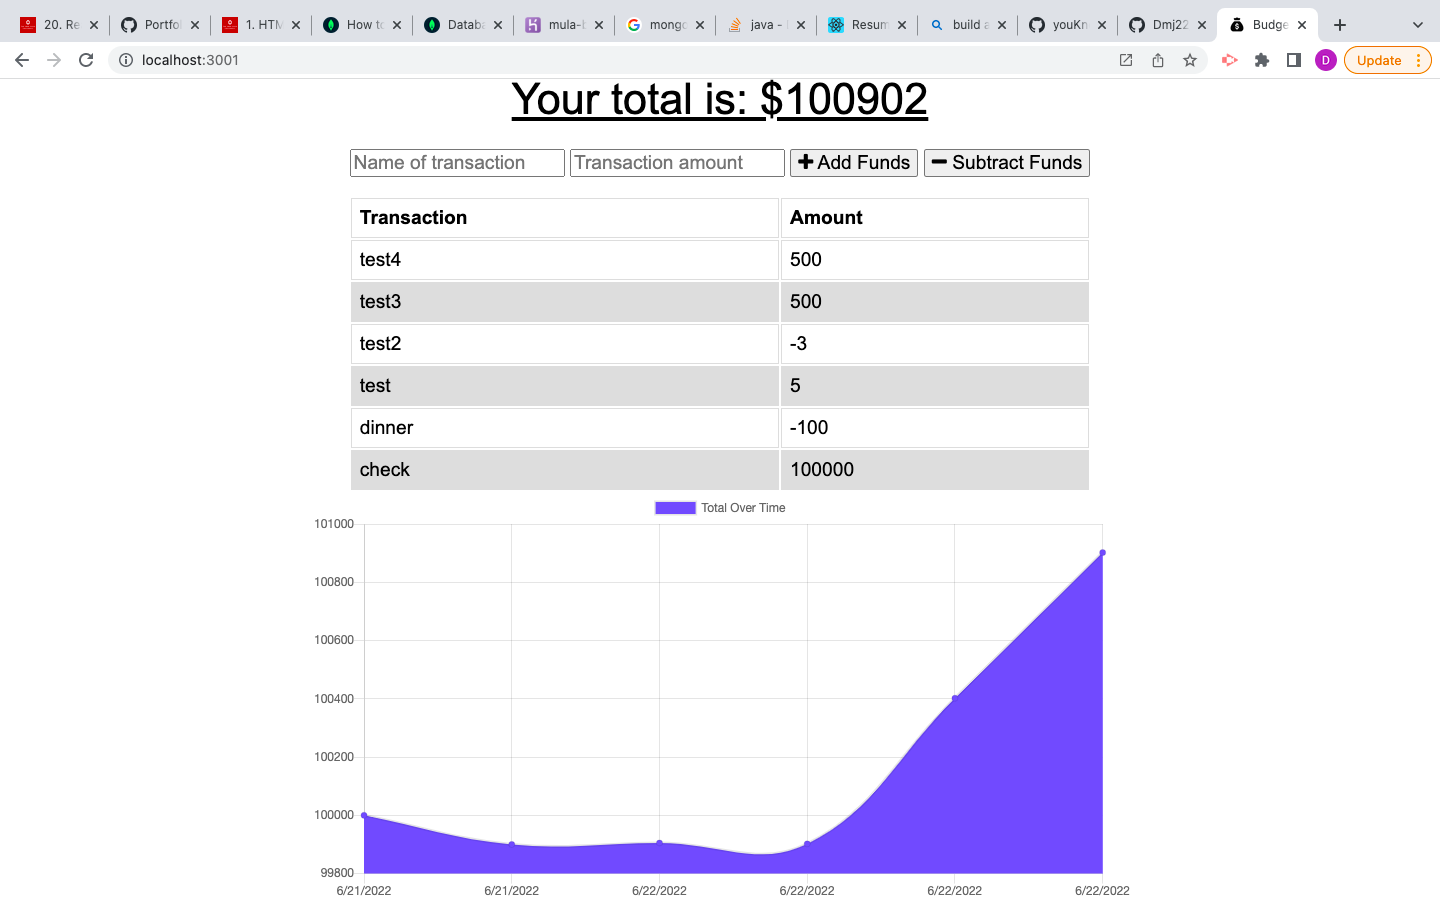 20. Re Portfo 1. HTM How to Databa mula-b mongo java - Resum build a youKn Dmj22 Budge
localhost:3001 D Update
Your total is: $100902
Name of transaction Transaction amount Add Funds Subtract Funds
Transaction Amount
test4 500
test3 500
test2 -3
test 5
dinner -100
check 100000
Total Over Time
101000
100800
100600
100400
100200
100000
99800
6/21/2022 6/21/2022 6/22/2022 6/22/2022 6/22/2022 6/22/2022